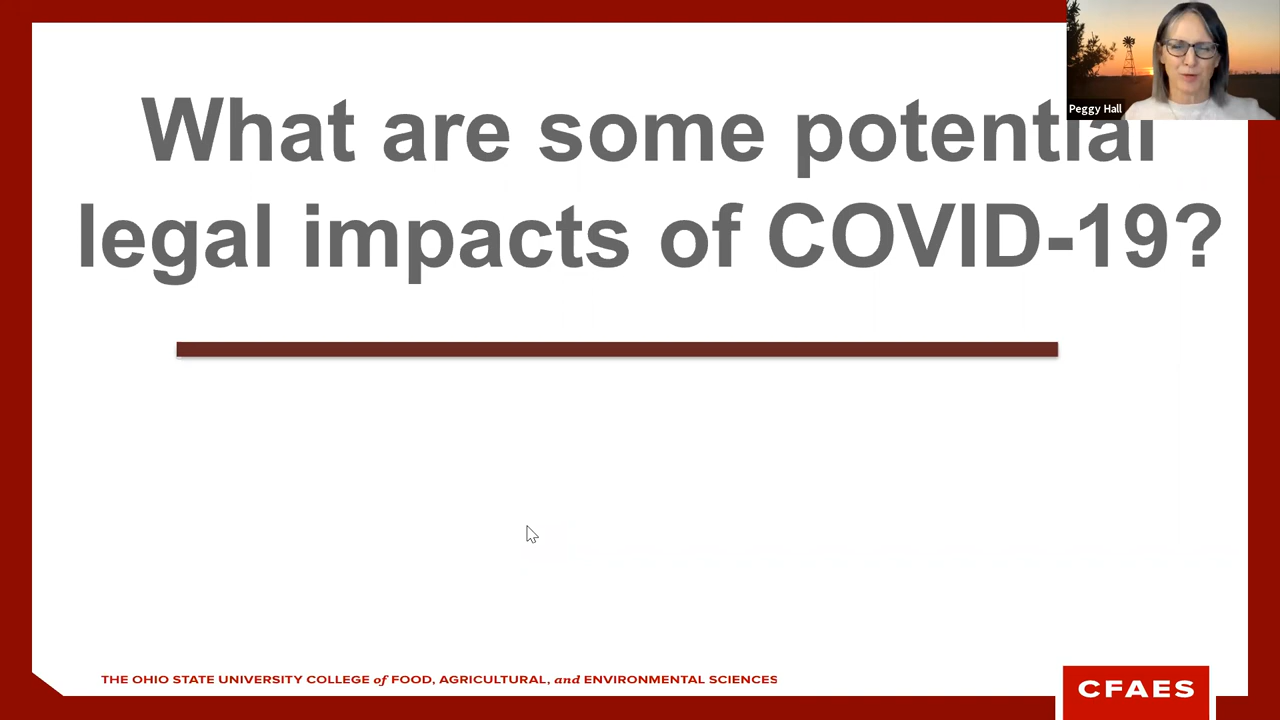 What are some potential
legal impacts of COVID-19?
Peggy Hall
THE OHIO STATE UNIVERSITY COLLEGE of FOOD, AGRICULTURAL, and ENVIRONMENTAL SCIENCES
CFAES